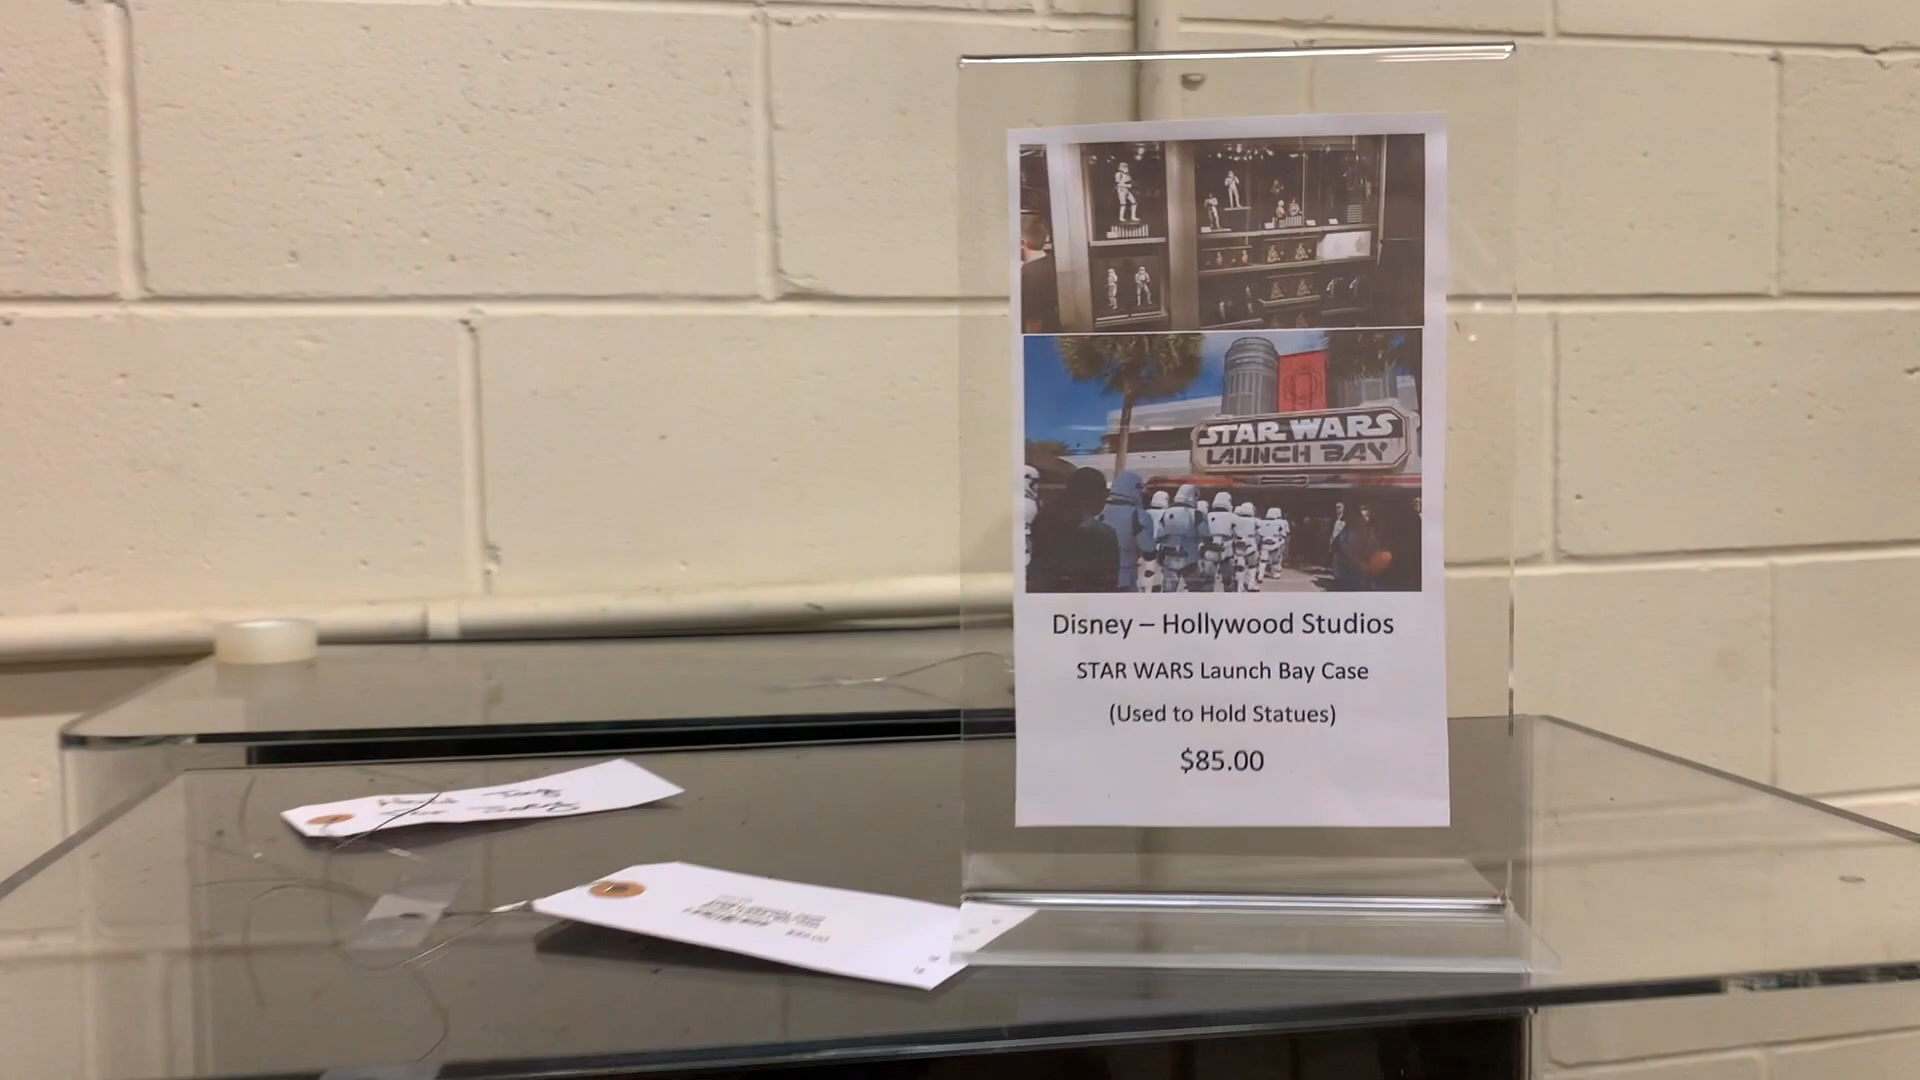 STAR WARS
LAUNCH BAY
Disney – Hollywood Studios
STAR WARS Launch Bay Case
(Used to Hold Statues)
$85.00